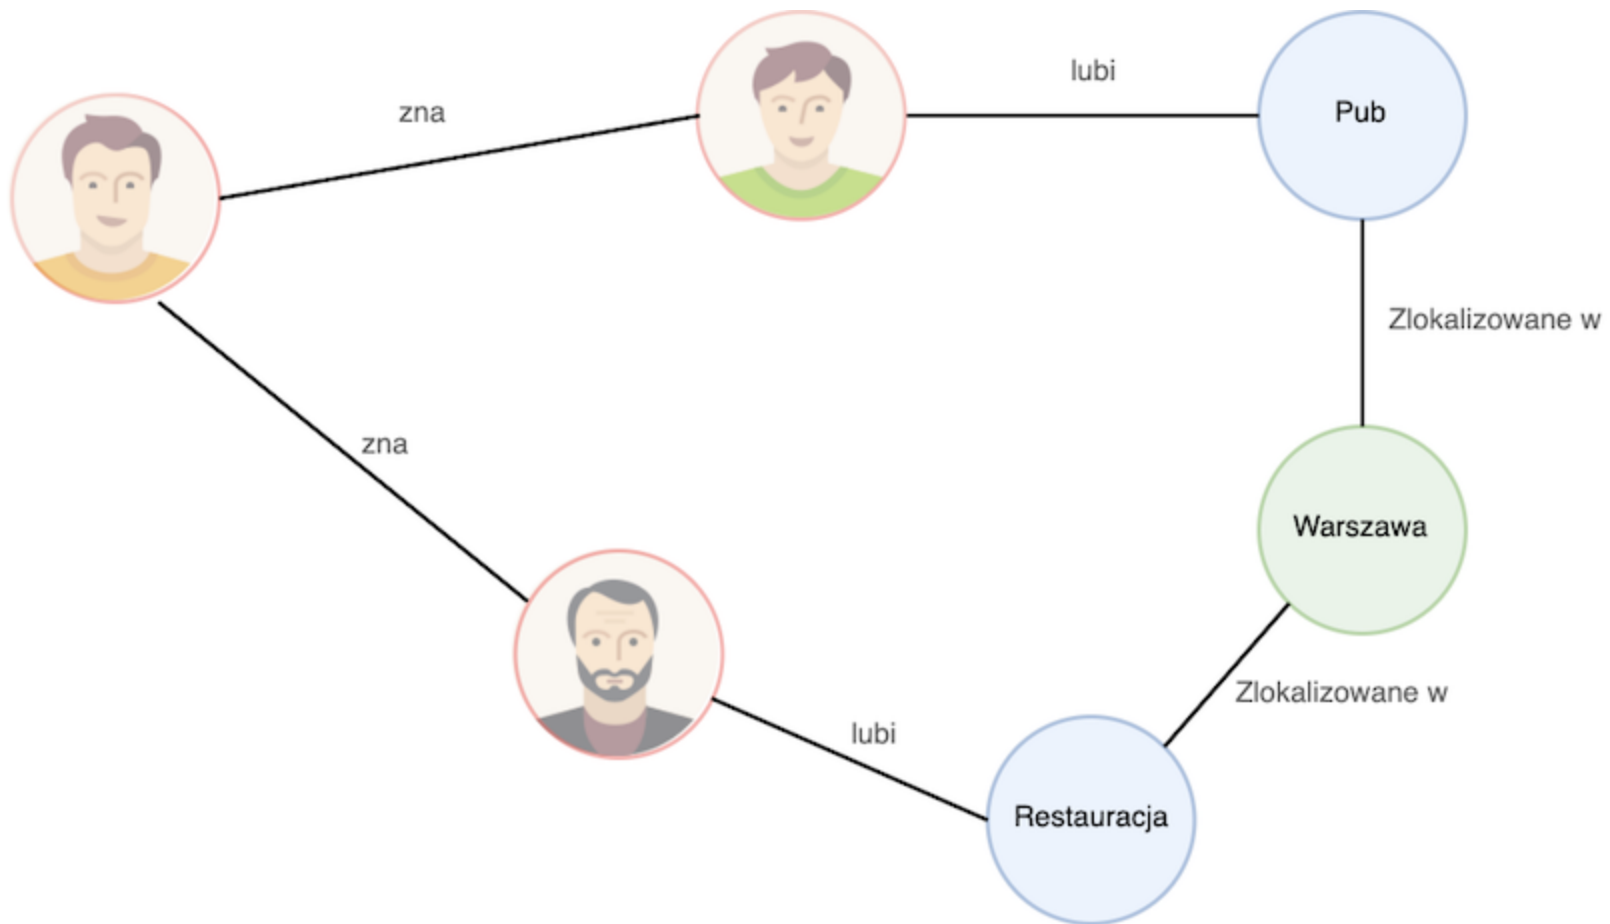 lubi
zna
Pub
Zlokalizowane w
zna
Warszawa
Zlokalizowane w
lubi
Restauracja